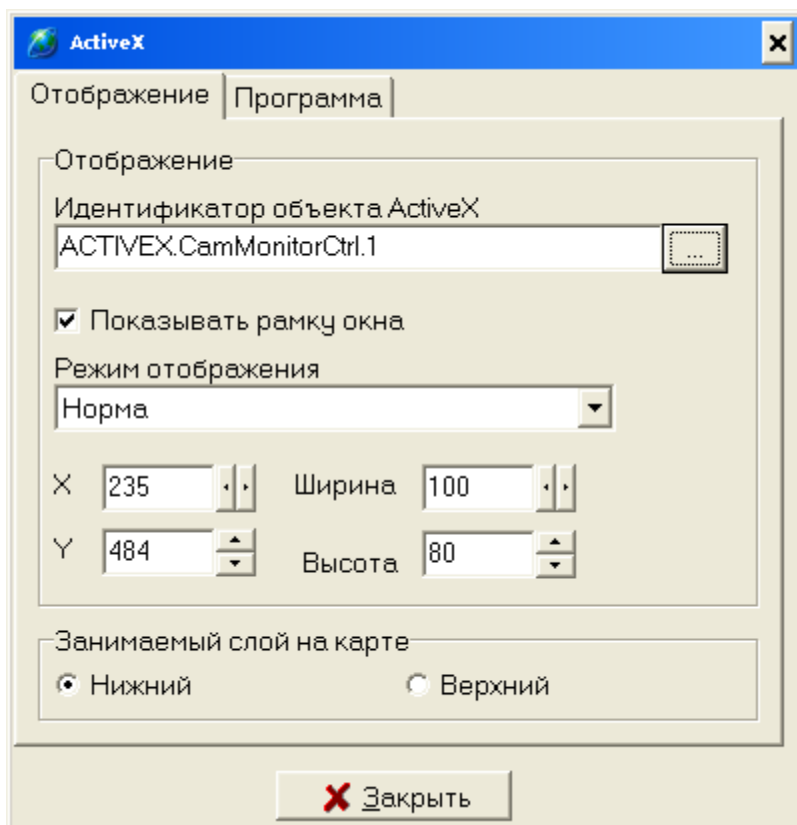 ActiveX
Отображение Программа
Отображение
Идентификатор объекта ActiveX
ACTIVEX.CamMonitorCtrl.1 ...
Показывать рамку окна
Режим отображения
Норма
X 235 Ширина 100
Y 484 Высота 80
Занимаемый слой на карте
Нижний Верхний
Закрыть